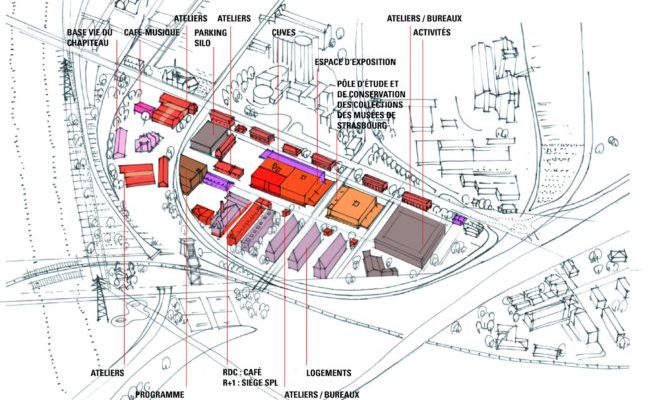 ATELIERS ATELIERS ATELIERS / BUREAUX
BASE VIE DU CAFÉ-MUSIQUE PARKING CUVES ACTIVITÉS
CHAPITEAU SILO
ESPACE D'EXPOSITION
PÔLE D'ÉTUDE ET
DE CONSERVATION
DES COLLECTIONS
DES MUSÉES DE
STRASBOURG
ATELIERS RDC : CAFÉ LOGEMENTS
R+1 : SIÈGE SPL
PROGRAMME ATELIERS / BUREAUX